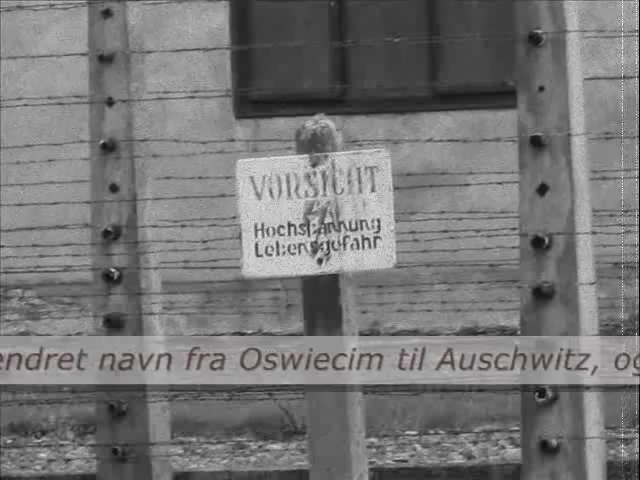 VORSICHT
Hochspannung
Lebensgefahr
endret navn fra Oswiecim til Auschwitz, og